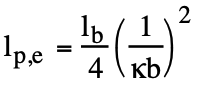 l_{p,e} = \frac{l_b}{4} \left( \frac{1}{\kappa b} \right)^2